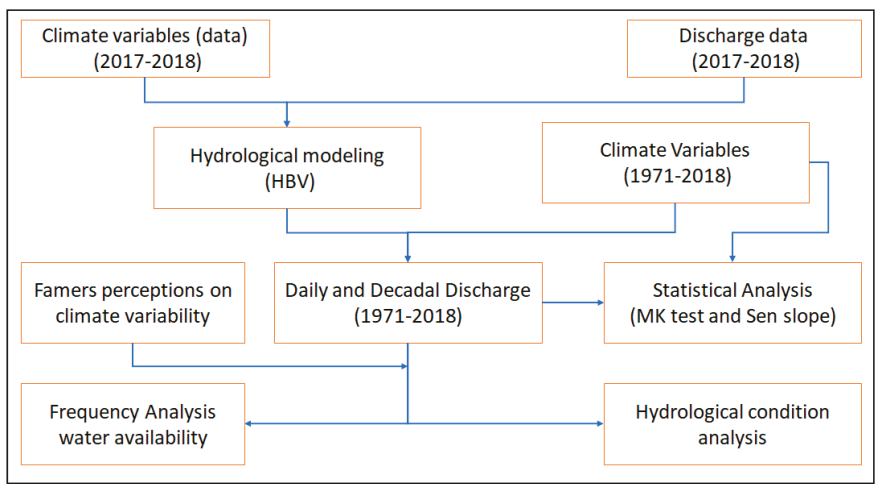 Climate variables (data)
(2017-2018)
Discharge data
(2017-2018)
Hydrological modeling
(HBV)
Climate Variables
(1971-2018)
Famers perceptions on
climate variability
Daily and Decadal Discharge
(1971-2018)
Statistical Analysis
(MK test and Sen slope)
Frequency Analysis
water availability
Hydrological condition
analysis